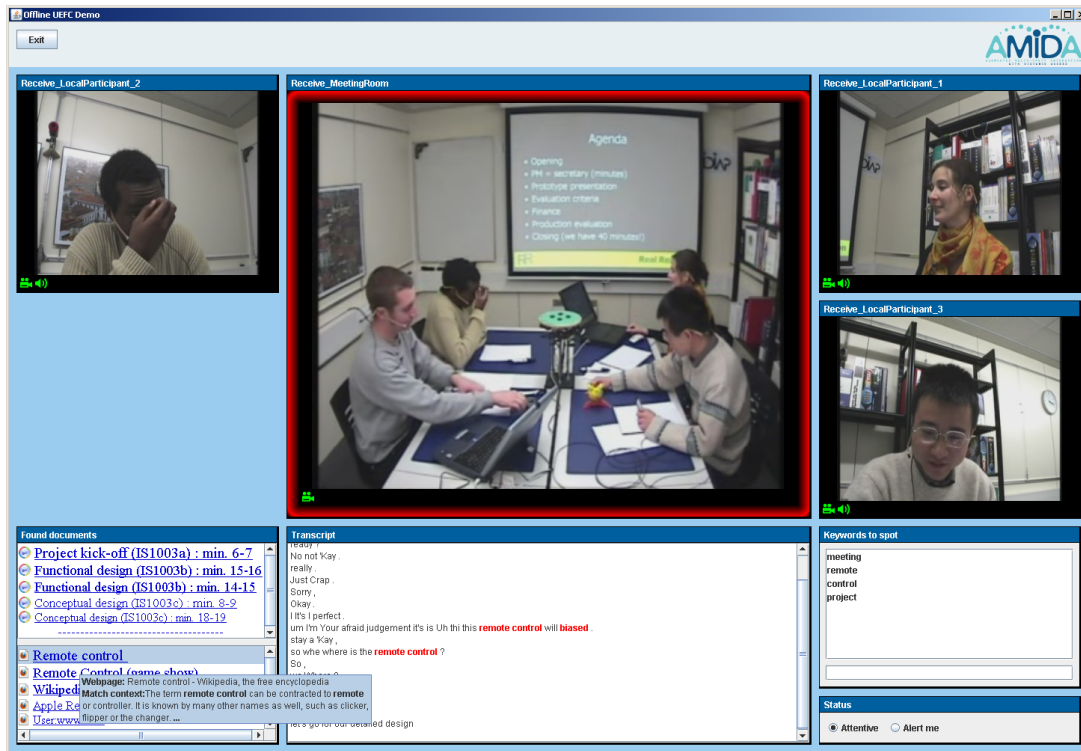 Offline UEFC Demo
Exit
AMIDA
Receive_LocalParticipant_2
Receive_MeetingRoom
Receive_LocalParticipant_1
Agenda
• Opening
• PM = secretary (minutes)
• Prototype presentation
• Evaluation criteria
• Finance
• Production evaluation
• Closing (we have 40 minutes!)
Real
Receive_LocalParticipant_3
Found documents
Project kick-off (IS1003a) : min. 6-7
Functional design (IS1003b) : min. 15-16
Functional design (IS1003b) : min. 14-15
Conceptual design (IS1003c) : min. 8-9
Conceptual design (IS1003c) : min. 18-19
------------------------------------
Remote control
Remote Control (game show)
Wikipedi
Apple Re
User:www.
Webpage: Remote control - Wikipedia, the free encyclopedia
Match context:The term remote control can be contracted to remote
or controller. It is known by many other names as well, such as clicker,
flipper or the changer. ...
Transcript
ready ?
No not 'Kay .
really .
Just Crap .
Sorry ,
Okay .
I It's I perfect .
um I'm Your afraid judgement it's is Uh thi this remote control will biased .
stay a 'Kay ,
so whe where is the remote control ?
So ,
let's go for our detailed design
Keywords to spot
meeting
remote
control
project
Status
Attentive
Alert me